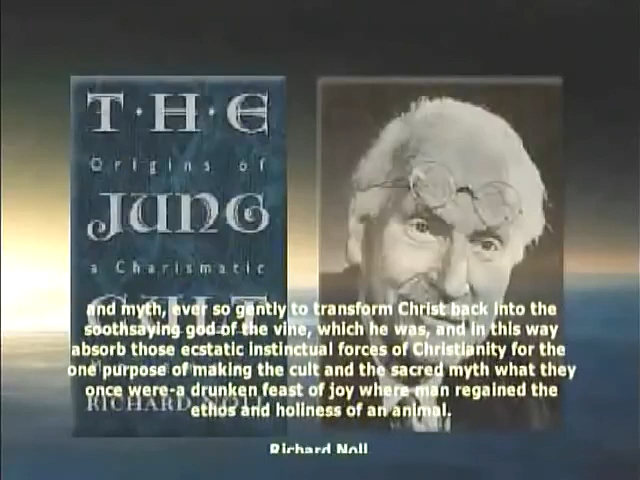 T·H·E
Origins of
JUNG
a Charismatic
CULT
and myth, ever so gently to transform Christ back into the
soothsaying god of the vine, which he was, and in this way
absorb those ecstatic instinctual forces of Christianity for the
one purpose of making the cult and the sacred myth what they
once were-a drunken feast of joy where man regained the
ethos and holiness of an animal.
RICHARD NOLL
Richard Noll